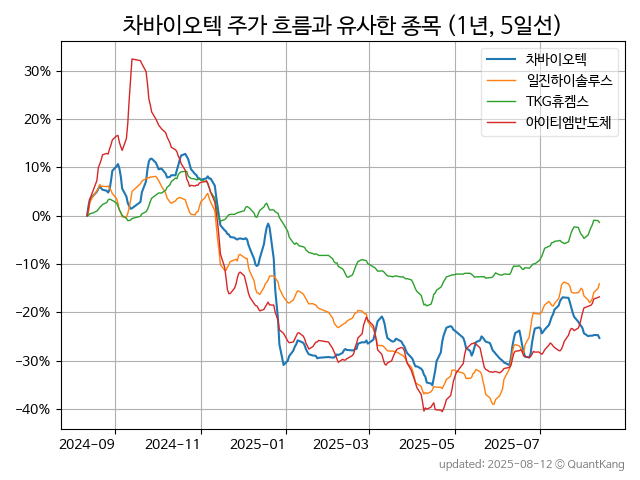 차바이오텍 주가 흐름과 유사한 종목 (1년, 5일선)
차바이오텍
일진하이솔루스
TKG휴켐스
아이티엠반도체
30%
20%
10%
0%
−10%
−20%
−30%
−40%
2024-09 2024-11 2025-01 2025-03 2025-05 2025-07
updated: 2025-08-12 © QuantKang